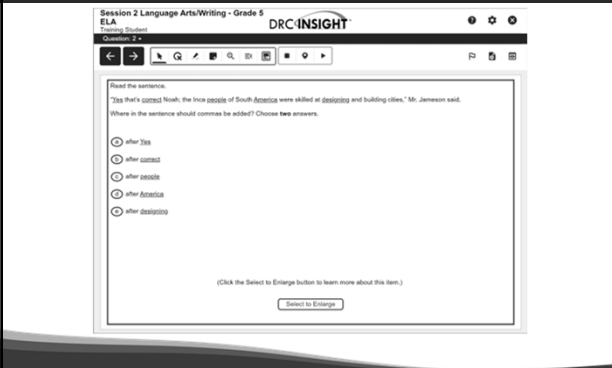 Session 2 Language Arts/Writing - Grade 5
ELA
Training Student
DRC INSIGHT
Question: 2
Read the sentence.
"Yes that's correct Noah; the Inca people of South America were skilled at designing and building cities," Mr. Jameson said.
Where in the sentence should commas be added? Choose two answers.
a after Yes
b after correct
c after people
d after America
e after designing
(Click the Select to Enlarge button to learn more about this item.)
Select to Enlarge